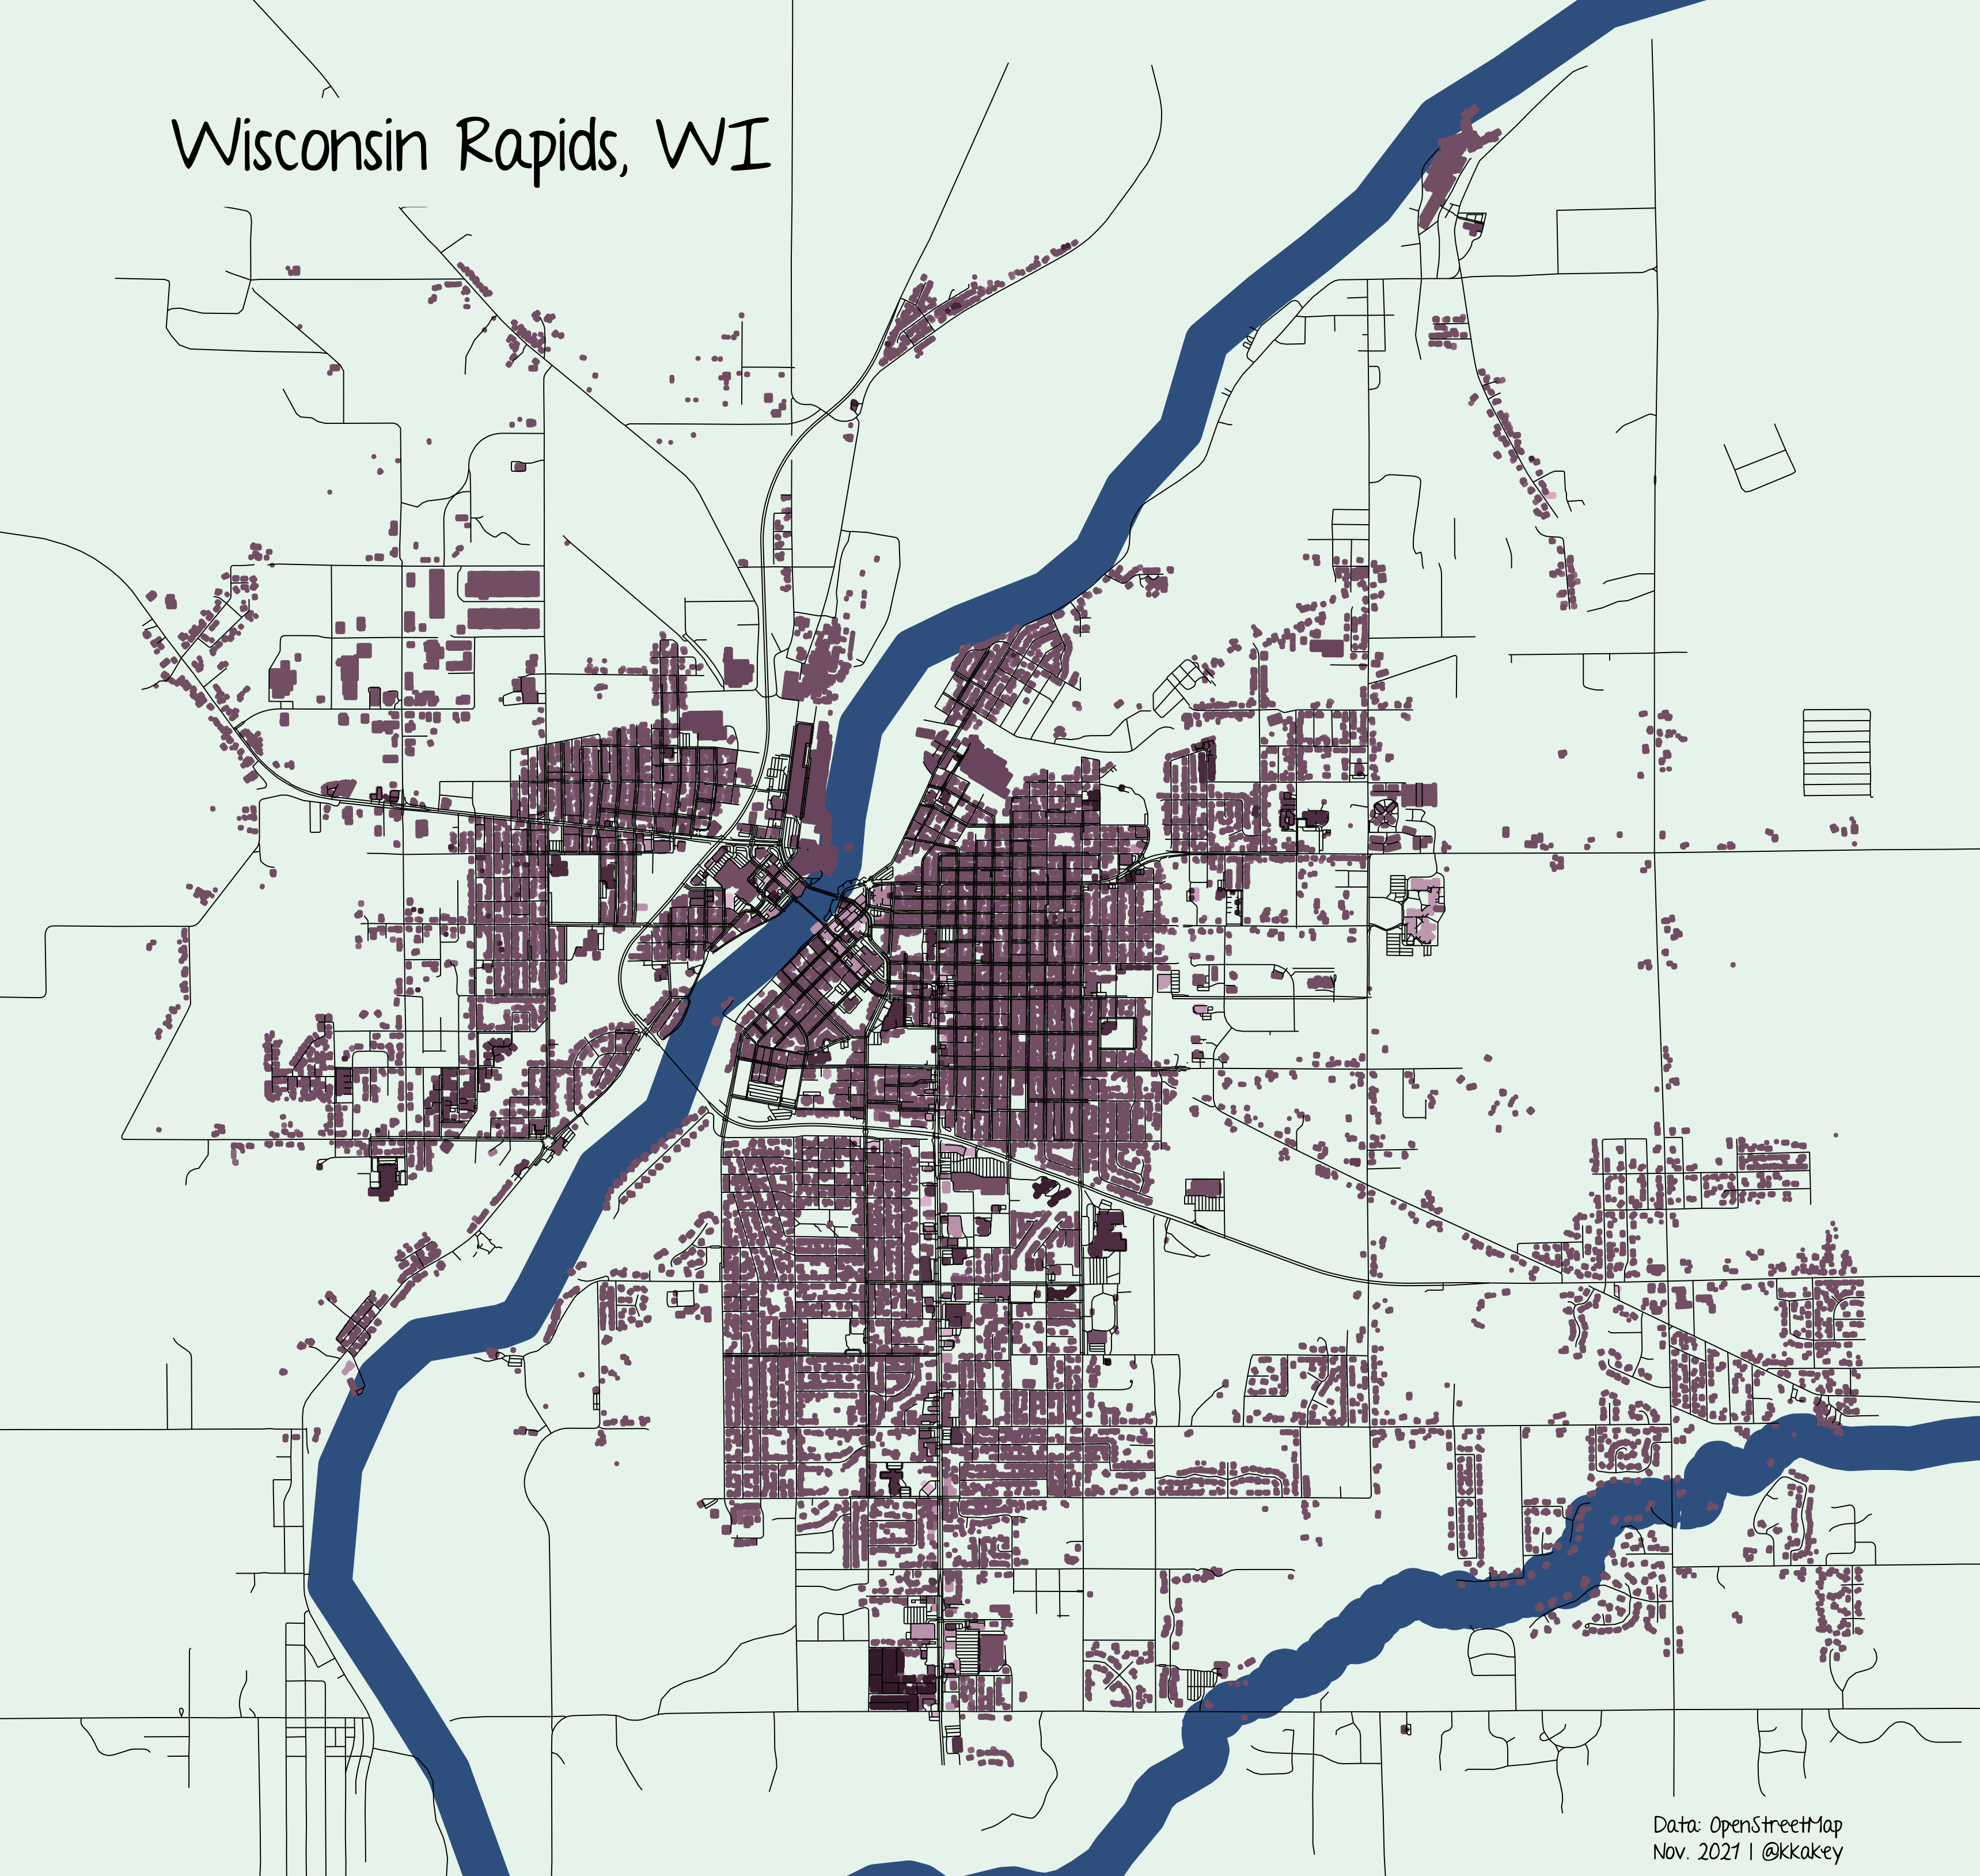 Wisconsin Rapids, WI
Data: OpenStreetMap
Nov. 2021 | @kkakey